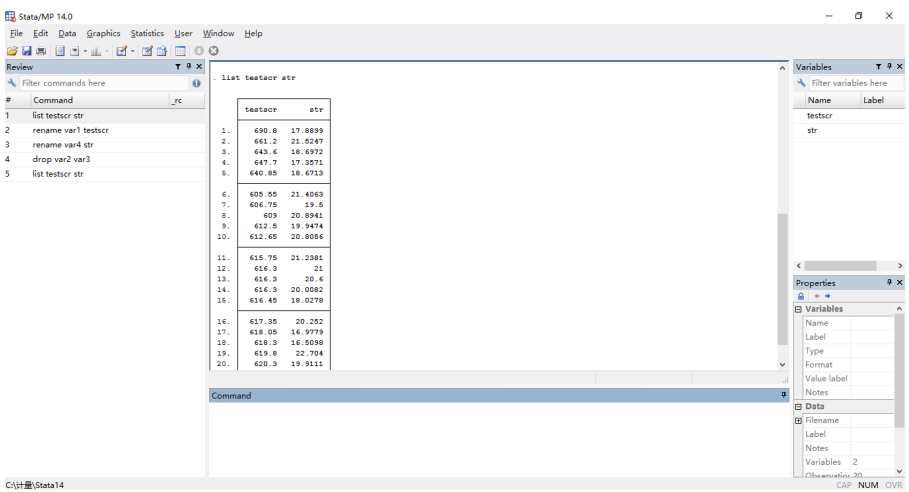 Stata/MP 14.0
File Edit Data Graphics Statistics User Window Help
Review
Filter commands here
# Command _rc
1 list testscr str
2 rename var1 testscr
3 rename var4 str
4 drop var2 var3
5 list testscr str
. list testscr str
testscr str
1. 690.8 17.8899
2. 661.2 21.5247
3. 643.6 18.6972
4. 647.7 17.3571
5. 640.85 18.6713
6. 605.55 21.4063
7. 606.75 19.5
8. 609 20.8941
9. 612.5 19.9474
10. 612.65 20.8056
11. 615.75 21.2381
12. 616.3 21
13. 616.3 20.6
14. 616.3 20.0082
15. 616.45 18.0278
16. 617.35 20.252
17. 618.05 16.9779
18. 618.3 16.5098
19. 619.8 22.704
20. 620.3 19.9111
Command
Variables
Filter variables here
Name Label
testscr
str
Properties
Variables
Name
Label
Type
Format
Value label
Notes
Data
Filename
Label
Notes
Variables 2
20
C:\计量\Stata14
CAP NUM OVR